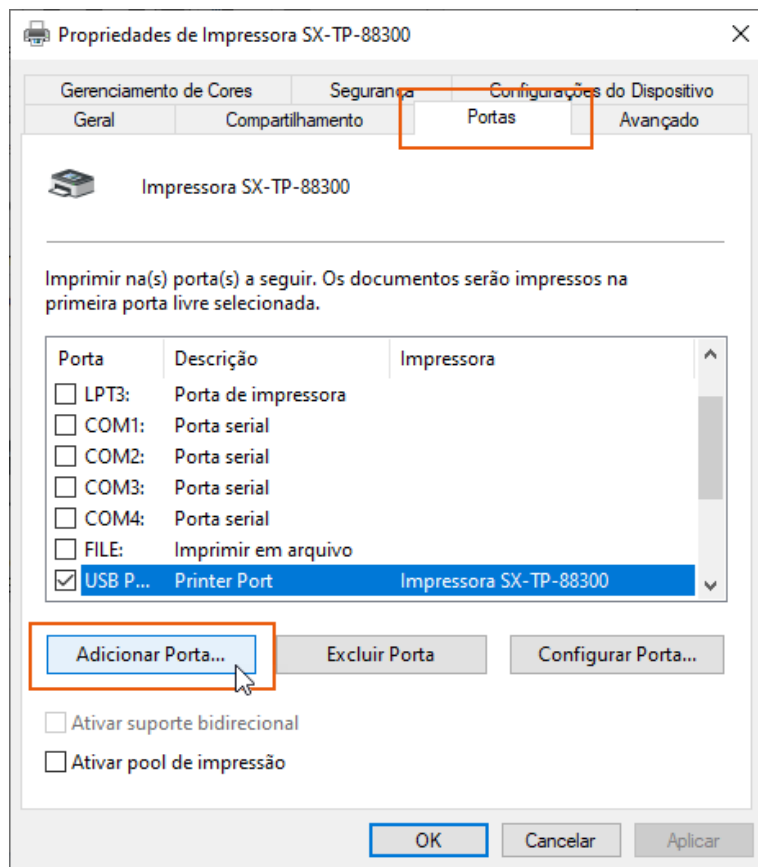 Propriedades de Impressora SX-TP-88300
Gerenciamento de Cores Segurança Configurações do Dispositivo
Geral Compartilhamento Portas Avançado
Impressora SX-TP-88300
Imprimir na(s) porta(s) a seguir. Os documentos serão impressos na
primeira porta livre selecionada.
Porta Descrição Impressora
LPT3: Porta de impressora
COM1: Porta serial
COM2: Porta serial
COM3: Porta serial
COM4: Porta serial
FILE: Imprimir em arquivo
USB P... Printer Port Impressora SX-TP-88300
Adicionar Porta... Excluir Porta Configurar Porta...
Ativar suporte bidirecional
Ativar pool de impressão
OK Cancelar Aplicar